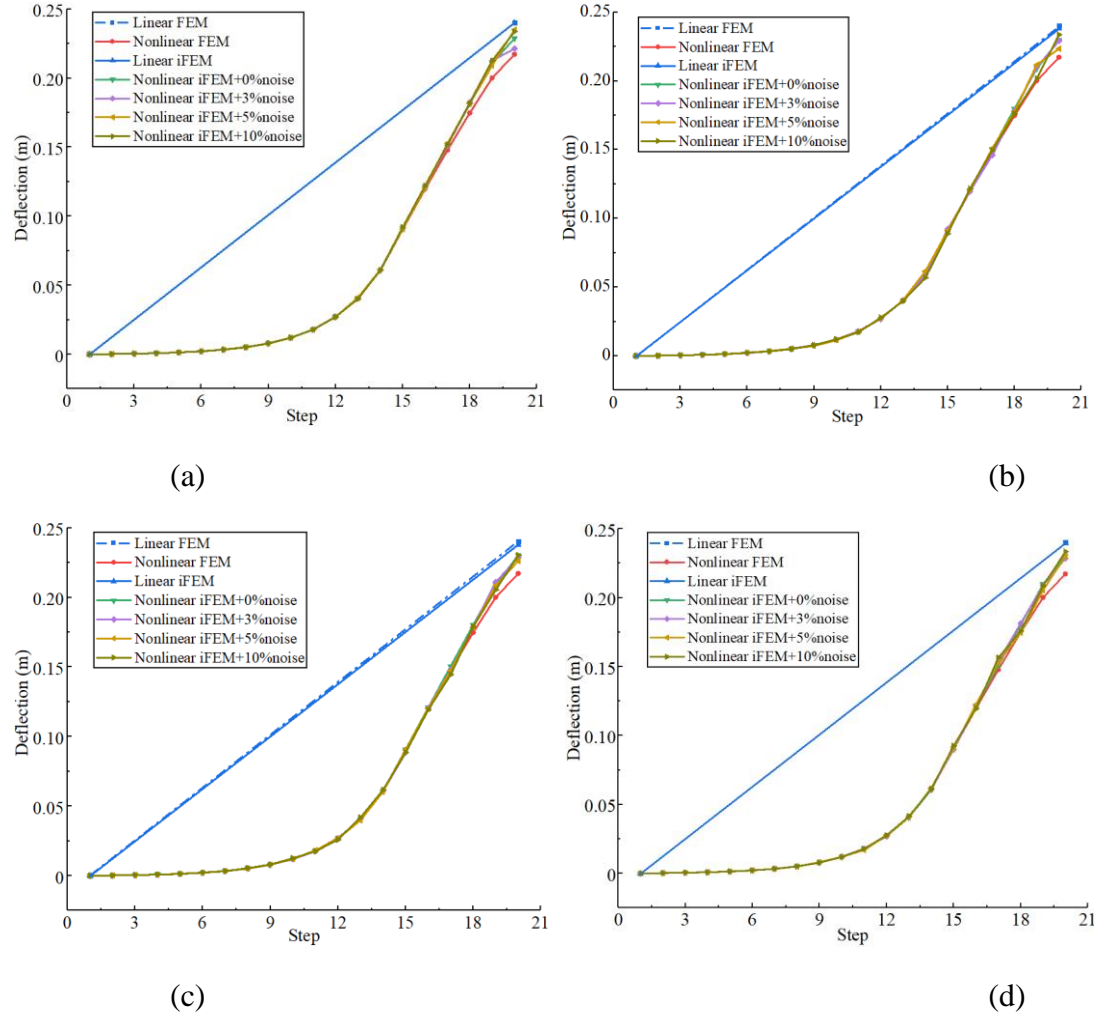 Linear FEM
Nonlinear FEM
Linear iFEM
Nonlinear iFEM+0%noise
Nonlinear iFEM+3%noise
Nonlinear iFEM+5%noise
Nonlinear iFEM+10%noise
Deflection (m)
0.25
0.20
0.15
0.10
0.05
0
0 3 6 9 12 15 18 21
Step
(a)
Linear FEM
Nonlinear FEM
Linear iFEM
Nonlinear iFEM+0%noise
Nonlinear iFEM+3%noise
Nonlinear iFEM+5%noise
Nonlinear iFEM+10%noise
Deflection (m)
0.25
0.20
0.15
0.10
0.05
0
0 3 6 9 12 15 18 21
Step
(b)
Linear FEM
Nonlinear FEM
Linear iFEM
Nonlinear iFEM+0%noise
Nonlinear iFEM+3%noise
Nonlinear iFEM+5%noise
Nonlinear iFEM+10%noise
Deflection (m)
0.25
0.20
0.15
0.10
0.05
0
0 3 6 9 12 15 18 21
Step
(c)
Linear FEM
Nonlinear FEM
Linear iFEM
Nonlinear iFEM+0%noise
Nonlinear iFEM+3%noise
Nonlinear iFEM+5%noise
Nonlinear iFEM+10%noise
Deflection (m)
0.25
0.20
0.15
0.10
0.05
0
0 3 6 9 12 15 18 21
Step
(d)